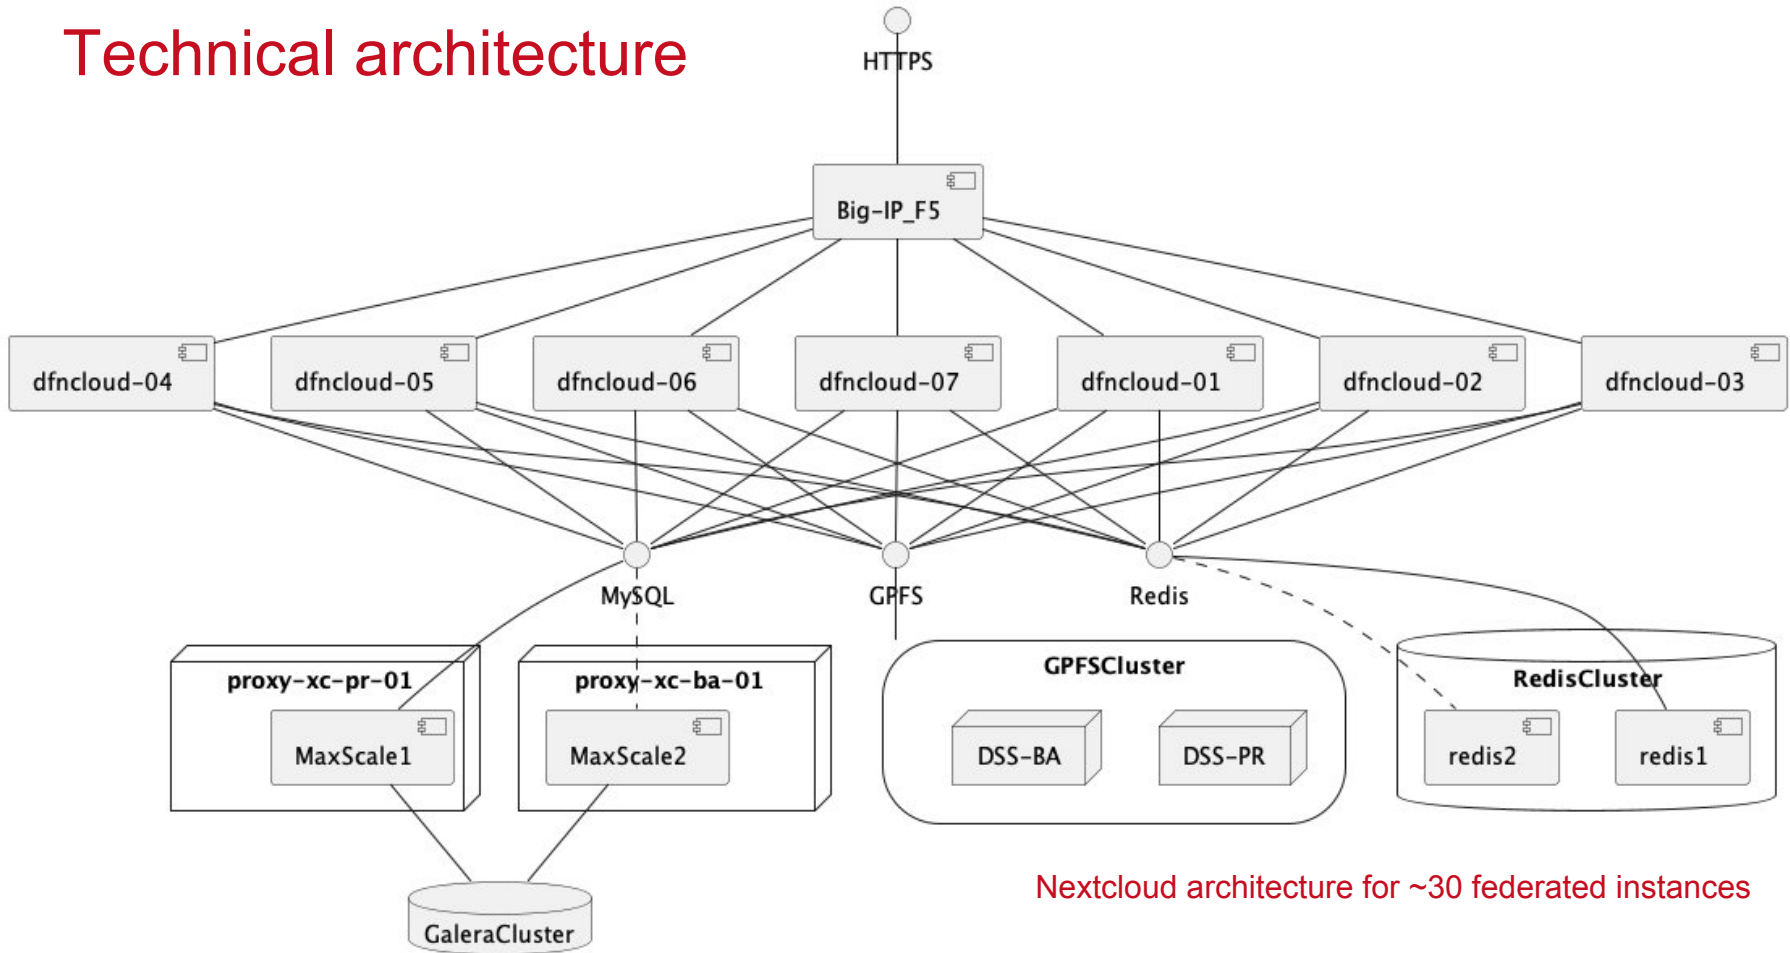 Technical architecture
HTTPS
Big-IP_F5
dfncloud-04
dfncloud-05
dfncloud-06
dfncloud-07
dfncloud-01
dfncloud-02
dfncloud-03
MySQL
GPFS
Redis
proxy-xc-pr-01
proxy-xc-ba-01
GPFSCluster
RedisCluster
MaxScale1
MaxScale2
DSS-BA
DSS-PR
redis2
redis1
Nextcloud architecture for ~30 federated instances
GaleraCluster